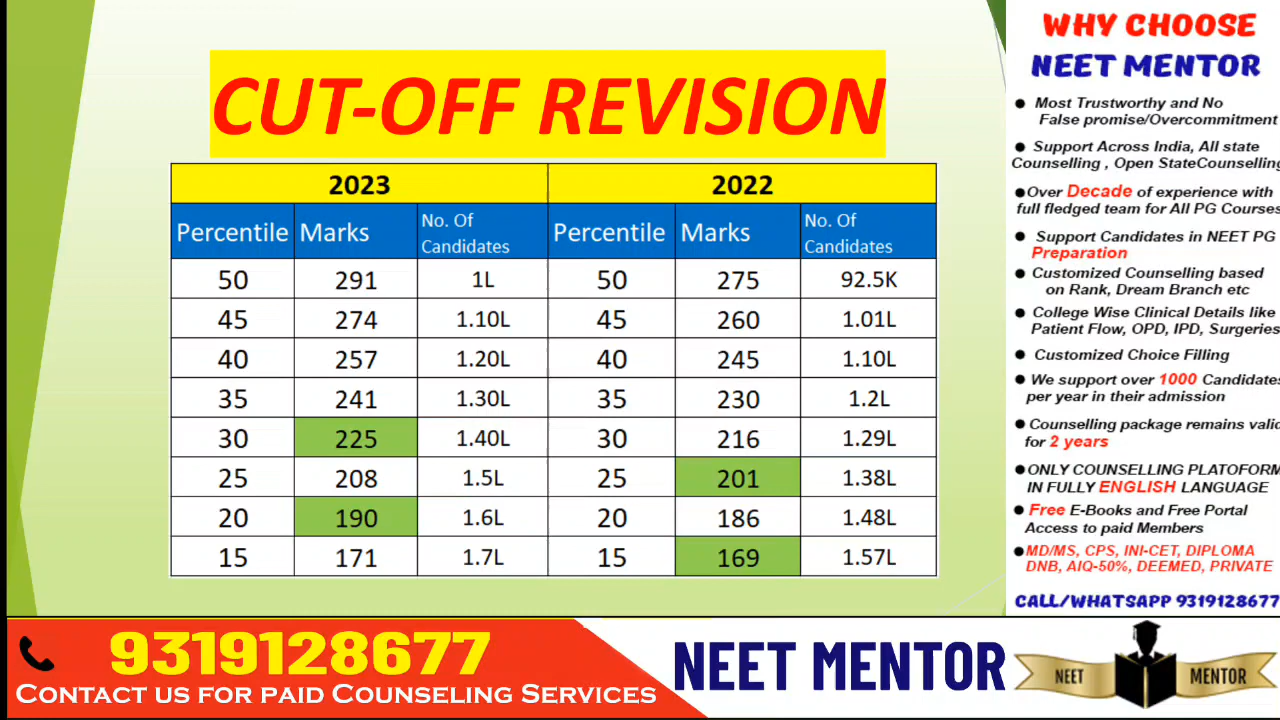 CUT-OFF REVISION
2023 2022
Percentile Marks No. Of Candidates Percentile Marks No. Of Candidates
50 291 1L 50 275 92.5K
45 274 1.10L 45 260 1.01L
40 257 1.20L 40 245 1.10L
35 241 1.30L 35 230 1.2L
30 225 1.40L 30 216 1.29L
25 208 1.5L 25 201 1.38L
20 190 1.6L 20 186 1.48L
15 171 1.7L 15 169 1.57L
WHY CHOOSE
NEET MENTOR
● Most Trustworthy and No
False promise/Overcommitment
● Support Across India, All state
Counselling , Open StateCounselling
●Over Decade of experience with
full fledged team for All PG Courses
● Support Candidates in NEET PG
Preparation
● Customized Counselling based
on Rank, Dream Branch etc
● College Wise Clinical Details like
Patient Flow, OPD, IPD, Surgeries
● Customized Choice Filling
● We support over 1000 Candidates
per year in their admission
● Counselling package remains valid
for 2 years
●ONLY COUNSELLING PLATOFORM
IN FULLY ENGLISH LANGUAGE
● Free E-Books and Free Portal
Access to paid Members
●MD/MS, CPS, INI-CET, DIPLOMA
DNB, AIQ-50%, DEEMED, PRIVATE
CALL/WHATSAPP 9319128677
9319128677
CONTACT US FOR PAID COUNSELING SERVICES
NEET MENTOR
NEET MENTOR